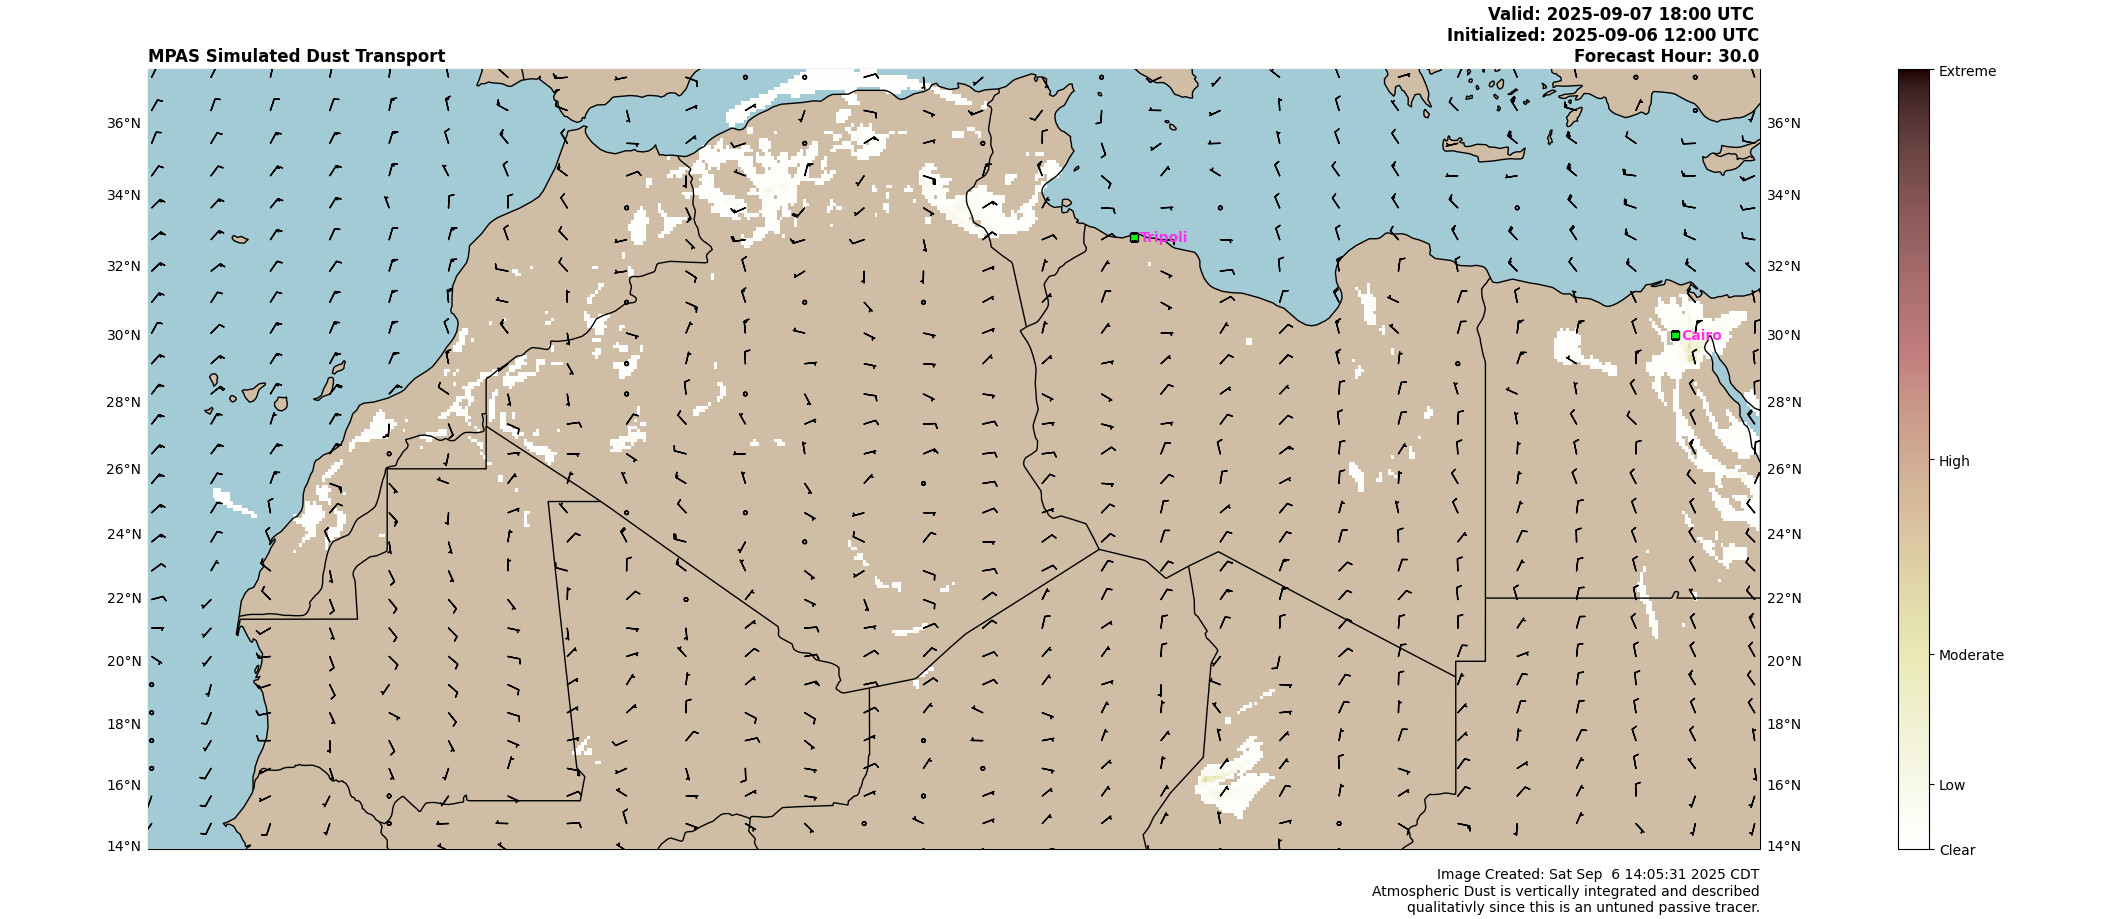 Valid: 2025-09-07 18:00 UTC
Initialized: 2025-09-06 12:00 UTC
MPAS Simulated Dust Transport
Forecast Hour: 30.0
Extreme
36°N
36°N
34°N
34°N
Tripoli
32°N
32°N
30°N
Cairo
30°N
28°N
28°N
26°N
26°N
High
24°N
24°N
22°N
22°N
20°N
20°N
Moderate
18°N
18°N
16°N
16°N
Low
14°N
14°N
Clear
Image Created: Sat Sep  6 14:05:31 2025 CDT
Atmospheric Dust is vertically integrated and described
qualitativly since this is an untuned passive tracer.